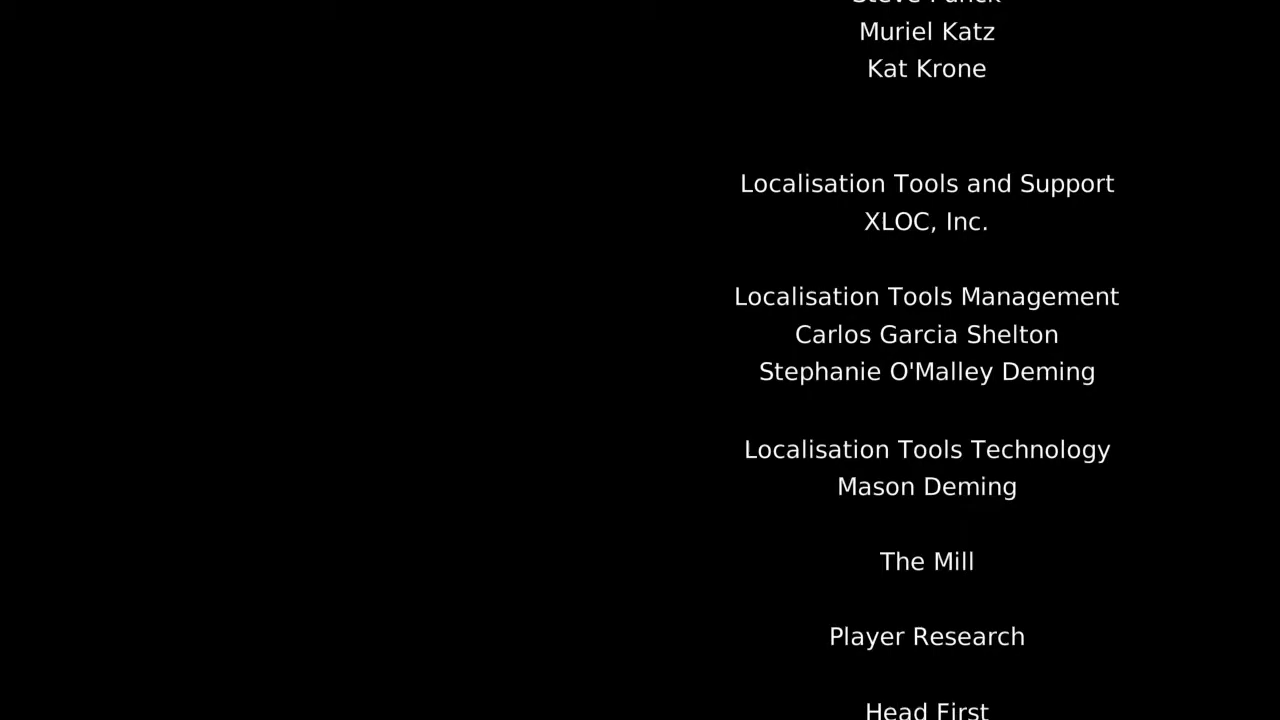 Muriel Katz
Kat Krone
Localisation Tools and Support
XLOC, Inc.
Localisation Tools Management
Carlos Garcia Shelton
Stephanie O'Malley Deming
Localisation Tools Technology
Mason Deming
The Mill
Player Research
Head First